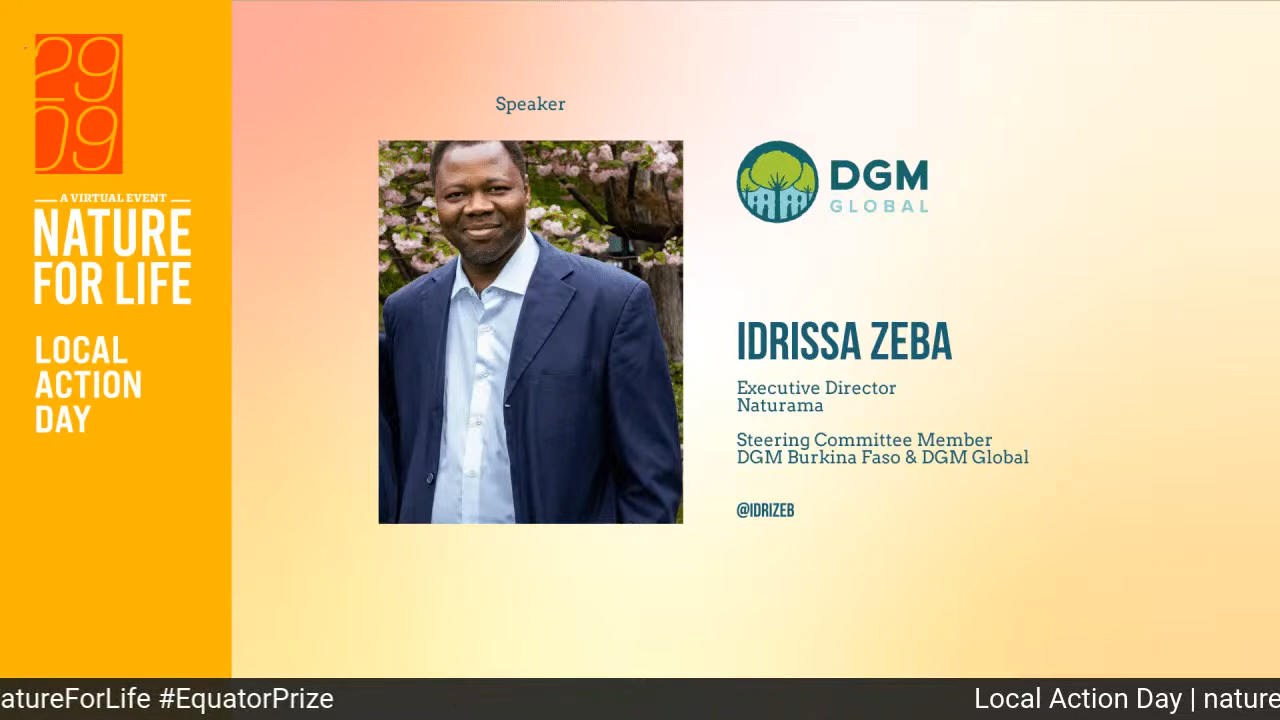 29
09
A VIRTUAL EVENT
NATURE
FOR LIFE
LOCAL
ACTION
DAY
Speaker
DGM
GLOBAL
IDRISSA ZEBA
Executive Director
Naturama
Steering Committee Member
DGM Burkina Faso & DGM Global
@IDRIZEB
atureForLife #EquatorPrize
Local Action Day | nature